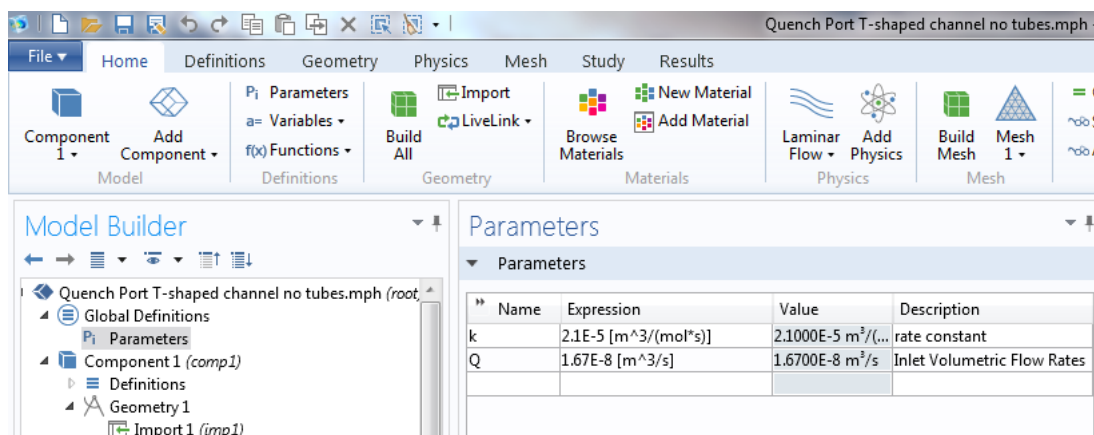 Quench Port T-shaped channel no tubes.mph -
File Home Definitions Geometry Physics Mesh Study Results
Component 1
Add Component
Model
Pi Parameters
a= Variables
f(x) Functions
Definitions
Build All
Import
LiveLink
Geometry
Browse Materials
New Material
Add Material
Materials
Laminar Flow
Add Physics
Physics
Build Mesh
Mesh 1
Mesh
Model Builder
Quench Port T-shaped channel no tubes.mph (root,
Global Definitions
Pi Parameters
Component 1 (comp1)
Definitions
Geometry 1
Import 1 (imp1)
Parameters
Parameters
Name Expression Value Description
k 2.1E-5 [m^3/(mol*s)] 2.1000E-5 m³/(... rate constant
Q 1.67E-8 [m^3/s] 1.6700E-8 m³/s Inlet Volumetric Flow Rates